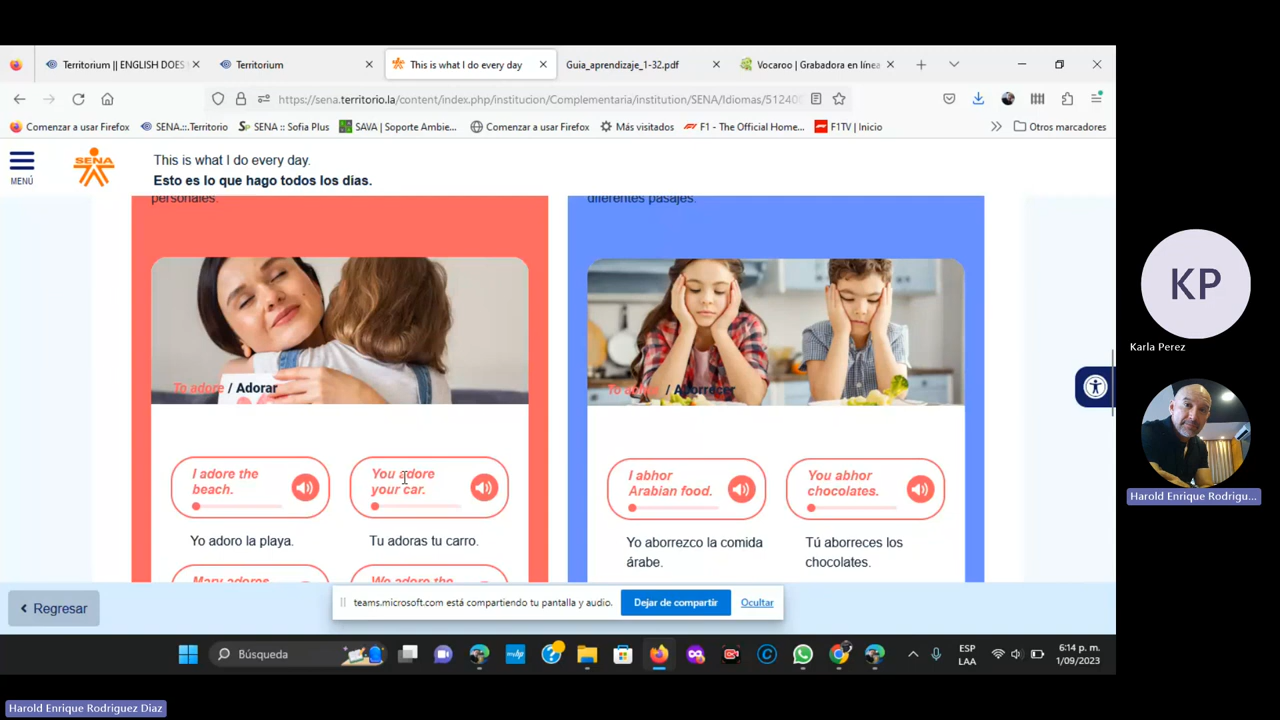 Territorium || ENGLISH DOES
Territorium
This is what I do every day
Guia_aprendizaje_1-32.pdf
Vocaroo | Grabadora en línea
https://sena.territorio.la/content/index.php/institucion/Complementaria/institution/SENA/Idiomas/51240
Comenzar a usar Firefox
SENA.::.Territorio
SENA :: Sofia Plus
SAVA | Soporte Ambie...
Comenzar a usar Firefox
Más visitados
F1 - The Official Home...
F1TV | Inicio
Otros marcadores
MENÚ
SENA
This is what I do every day.
Esto es lo que hago todos los días.
personales.
diferentes pasajes.
To adore / Adorar
/ Aborrecer
I adore the
beach.
You adore
your car.
I abhor
Arabian food.
You abhor
chocolates.
Yo adoro la playa.
Tu adoras tu carro.
Yo aborrezco la comida
árabe.
Tú aborreces los
chocolates.
Mary adores
We adore the
Regresar
teams.microsoft.com está compartiendo tu pantalla y audio.
Dejar de compartir
Ocultar
Búsqueda
ESP
LAA
6:14 p. m.
1/09/2023
KP
Karla Perez
Harold Enrique Rodrigu...
Harold Enrique Rodriguez Diaz